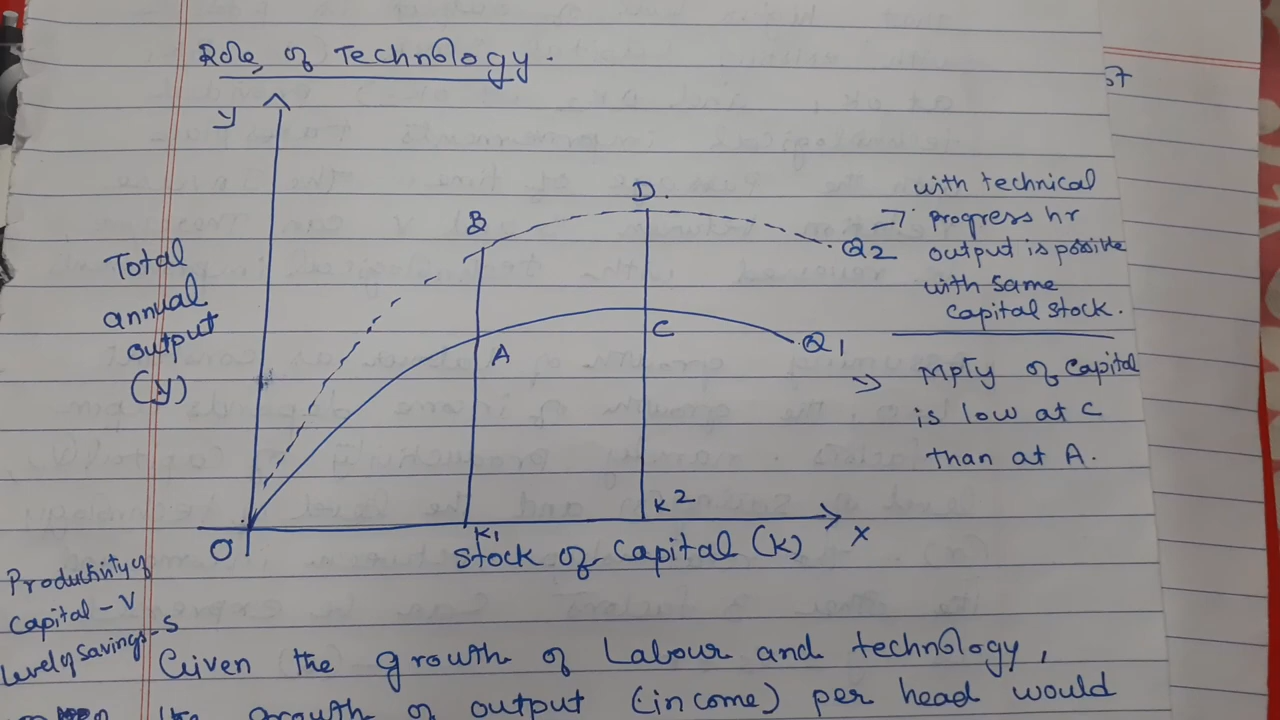 Role of Technology.
y
Total
annual
output
(y)
B
D.
A
C
Q2
Q1
O
K1
K2
x
Stock of Capital (K)
with technical
→ progress hr
output is possible
with same
capital stock.
⇒ MPTy of Capital
is low at C
than at A.
Productivity of
Capital - V
level of Savings - S
Given the growth of Labour and technology,
the growth of output (income) per head would
57